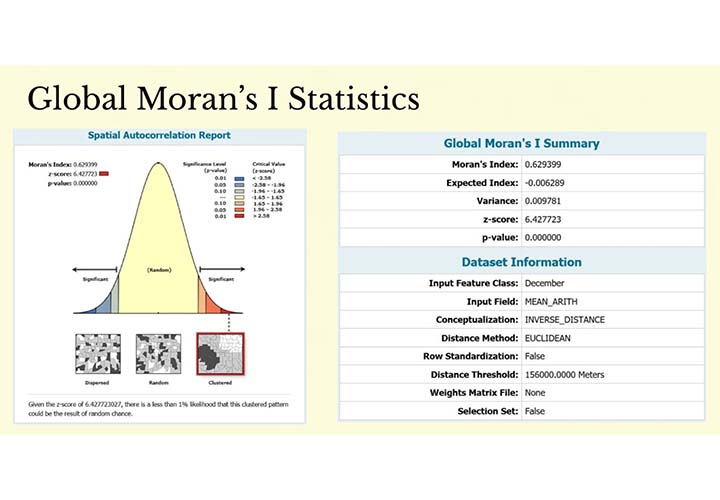 Global Moran's I Statistics
Spatial Autocorrelation Report
Moran's Index: 0.629399
z-score: 6.427723
p-value: 0.000000
Significance Level (p-value)
Critical Value (z-score)
0.01 < -2.58
0.05 -2.58 - -1.96
0.10 -1.96 - -1.65
--- -1.65 - 1.65
0.10 1.65 - 1.96
0.05 1.96 - 2.58
0.01 > 2.58
Significant
(Random)
Significant
Dispersed
Random
Clustered
Given the z-score of 6.427723027, there is a less than 1% likelihood that this clustered pattern
could be the result of random chance.
Global Moran's I Summary
Moran's Index: 0.629399
Expected Index: -0.006289
Variance: 0.009781
z-score: 6.427723
p-value: 0.000000
Dataset Information
Input Feature Class: December
Input Field: MEAN_ARITH
Conceptualization: INVERSE_DISTANCE
Distance Method: EUCLIDEAN
Row Standardization: False
Distance Threshold: 156000.0000 Meters
Weights Matrix File: None
Selection Set: False